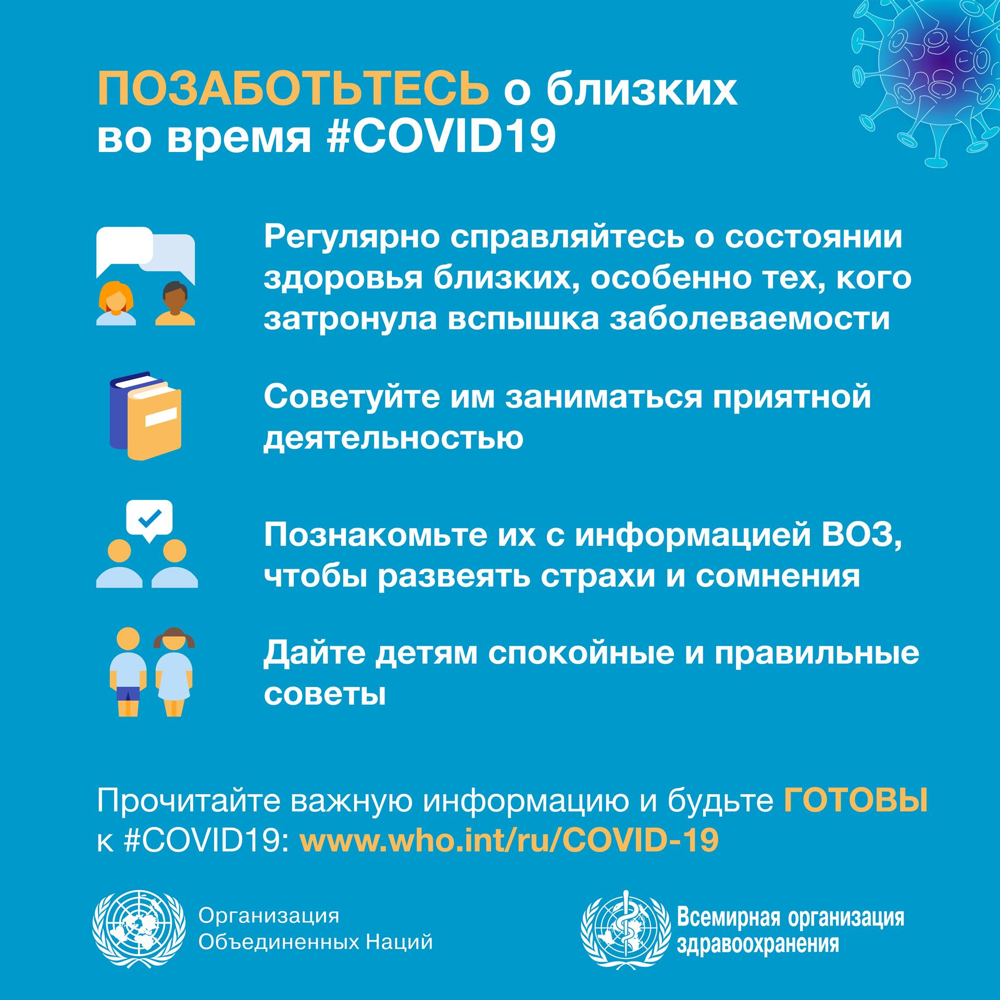 ПОЗАБОТЬТЕСЬ о близких
во время #COVID19
Регулярно справляйтесь о состоянии
здоровья близких, особенно тех, кого
затронула вспышка заболеваемости
Советуйте им заниматься приятной
деятельностью
Познакомьте их с информацией ВОЗ,
чтобы развеять страхи и сомнения
Дайте детям спокойные и правильные
советы
Прочитайте важную информацию и будьте ГОТОВЫ
к #COVID19: www.who.int/ru/COVID-19
Организация
Объединенных Наций
Всемирная организация
здравоохранения